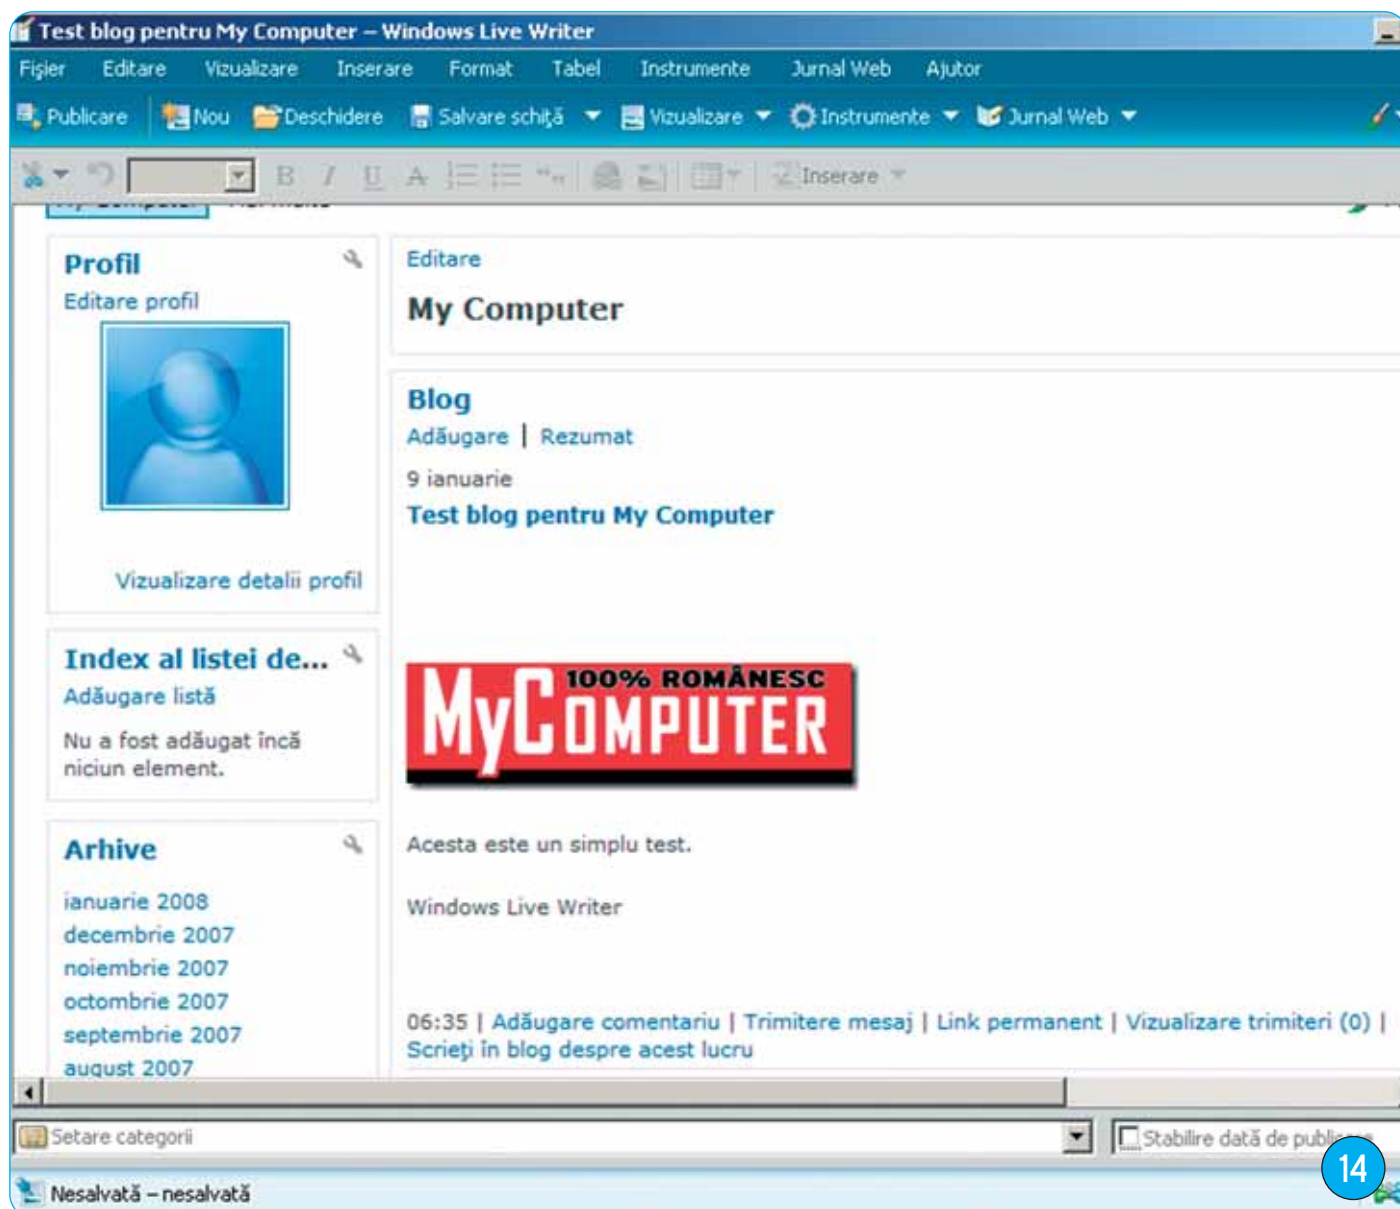 Test blog pentru My Computer – Windows Live Writer
Fișier Editare Vizualizare Inserare Format Tabel Instrumente Jurnal Web Ajutor
Publicare Nou Deschidere Salvare schiţă Vizualizare Instrumente Jurnal Web
B I U A Inserare
My Computer
Profil
Editare profil
Vizualizare detalii profil
Index al listei de...
Adăugare listă
Nu a fost adăugat încă
niciun element.
Arhive
ianuarie 2008
decembrie 2007
noiembrie 2007
octombrie 2007
septembrie 2007
august 2007
Editare
My Computer
Blog
Adăugare | Rezumat
9 ianuarie
Test blog pentru My Computer
100% ROMÂNESC
MyCOMPUTER
Acesta este un simplu test.
Windows Live Writer
06:35 | Adăugare comentariu | Trimitere mesaj | Link permanent | Vizualizare trimiteri (0) |
Scrieţi în blog despre acest lucru
Setare categorii
Stabilire dată de publicare
14
Nesalvată – nesalvată